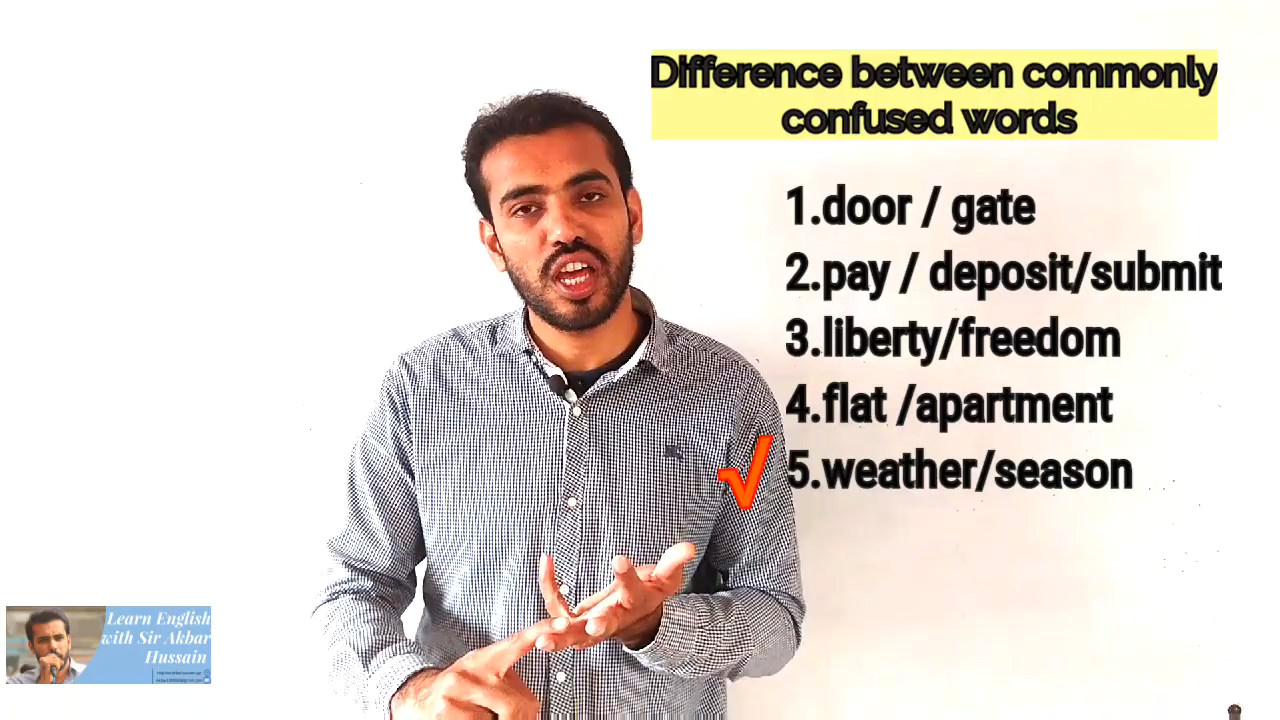 Difference between commonly
confused words
1.door / gate
2.pay / deposit/submit
3.liberty/freedom
4.flat /apartment
5.weather/season
Learn English
with Sir Akbar
Hussain